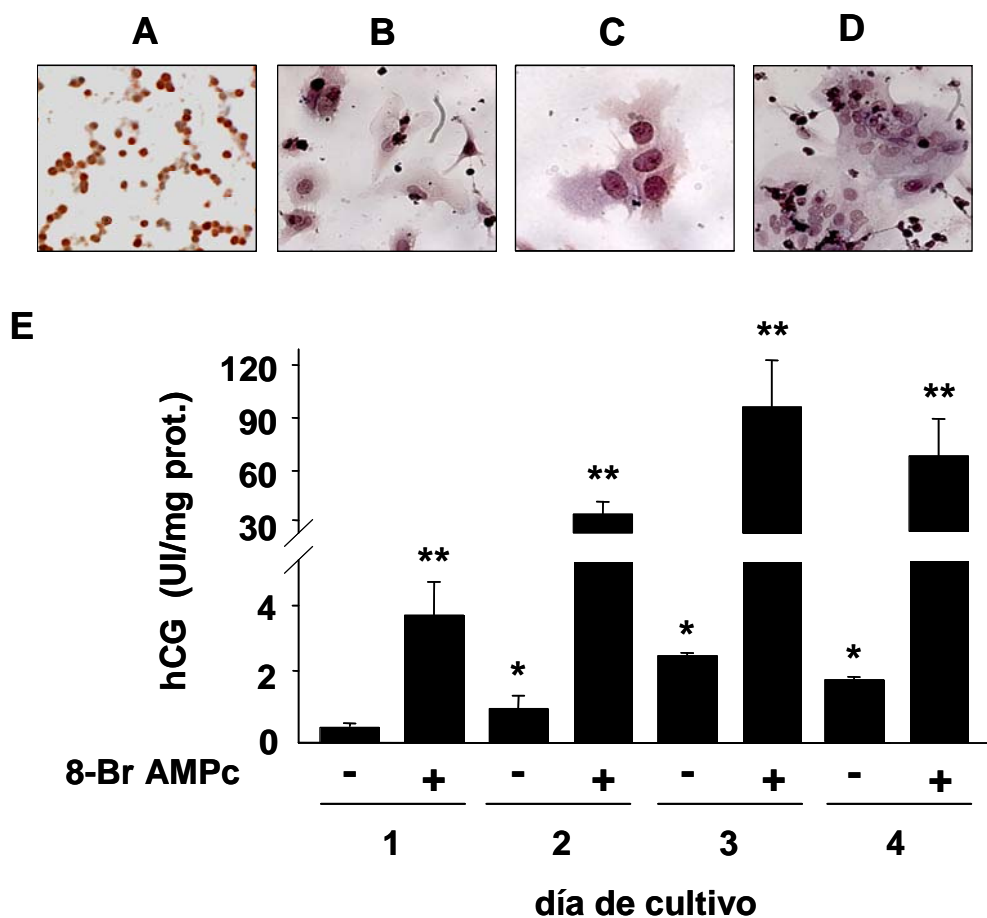 A B C D
E
hCG (UI/mg prot.)
120
90
60
30
4
2
0
** ** ** **
* * *
8-Br AMPc - + - + - + - +
1 2 3 4
día de cultivo